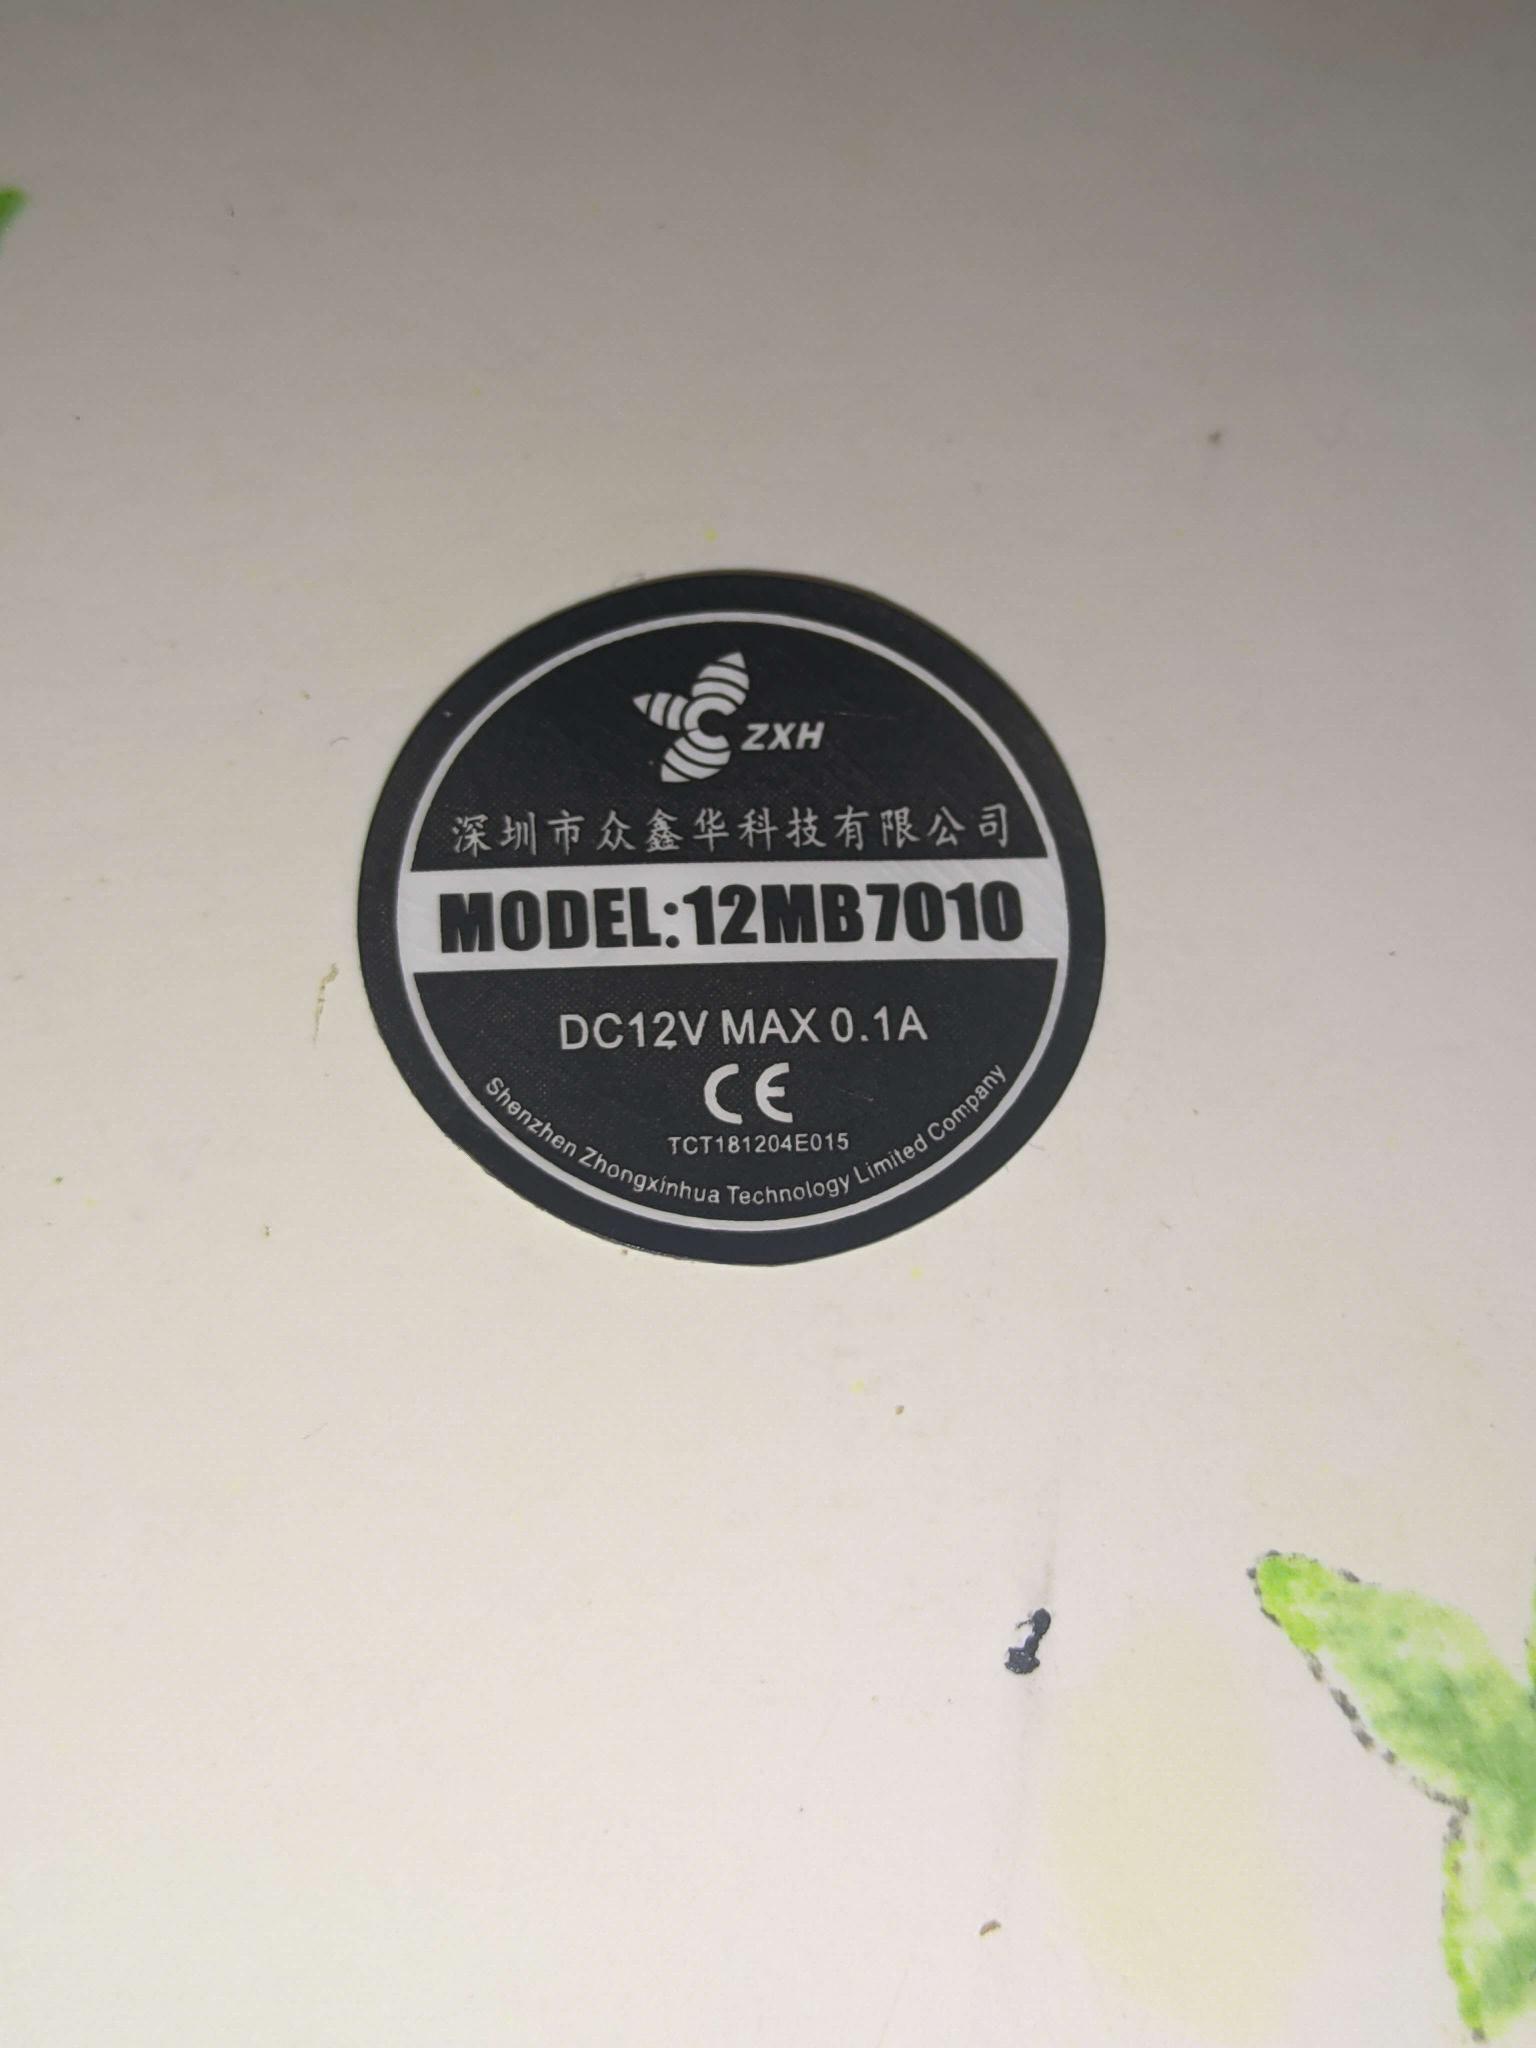 ZXH
深圳市众鑫华科技有限公司
MODEL:12MB7010
DC12V MAX 0.1A
CE
TCT181204E015
Shenzhen Zhongxinhua Technology Limited Company